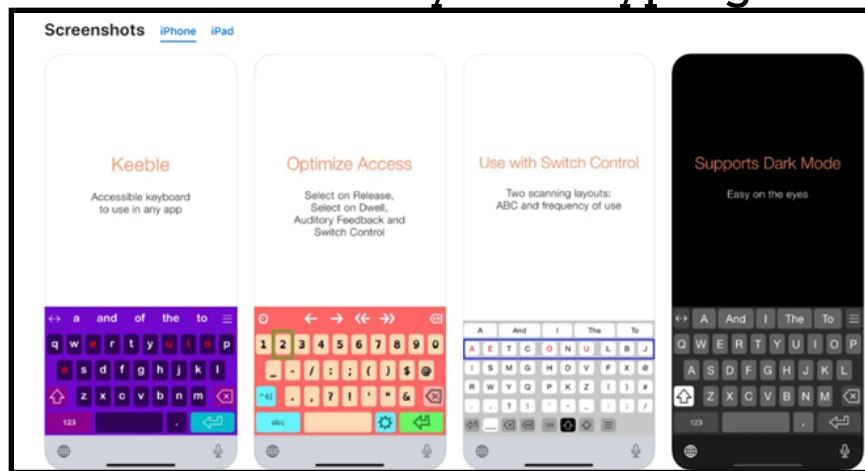 Screenshots iPhone iPad
Keeble
Accessible keyboard
to use in any app
a and of the to
q w e r t y u i o p
a s d f g h j k l
z x c v b n m
123 .
Optimize Access
Select on Release,
Select on Dwell,
Auditory Feedback and
Switch Control
1 2 3 4 5 6 7 8 9 0
_ - / : ; ( ) $ @
. , ? ! ' " &
abc
Use with Switch Control
Two scanning layouts:
ABC and frequency of use
A And I The To
A E T C O N U L B J
I S M G H D V F X @
R W Y Q P K Z ( ) #
. , ? ! ' " - : ; /
Supports Dark Mode
Easy on the eyes
A And I The To
Q W E R T Y U I O P
A S D F G H J K L
Z X C V B N M
123 .